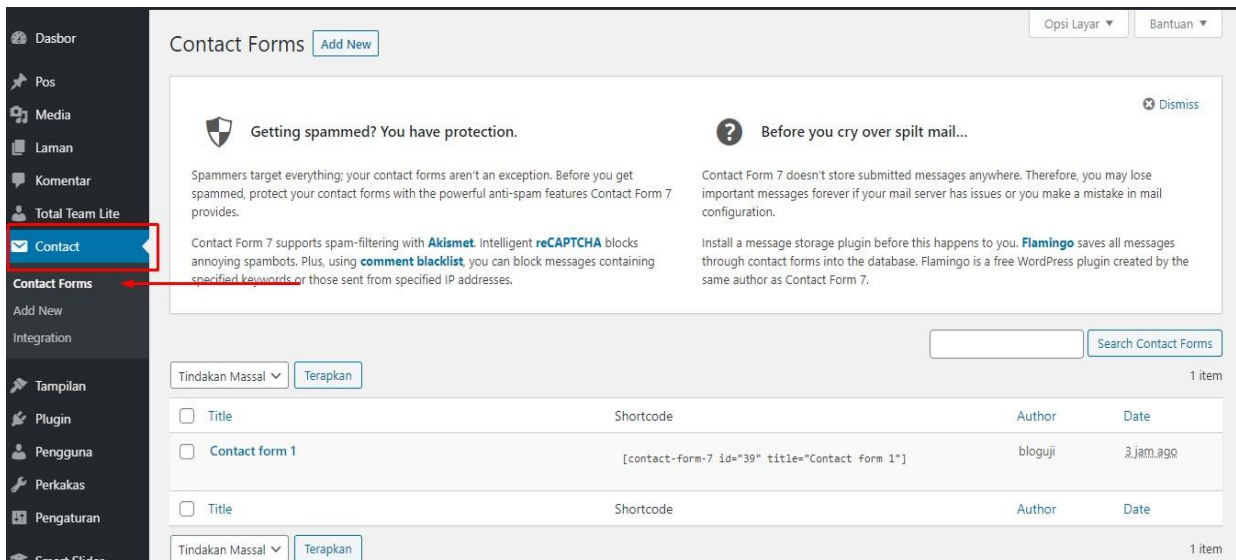 Opsi Layar ▼
Bantuan ▼
Dasbor
Pos
Media
Laman
Komentar
Total Team Lite
Contact
Contact Forms
Add New
Integration
Tampilan
Plugin
Pengguna
Perkakas
Pengaturan
Smart Slider
Contact Forms Add New
Dismiss
Getting spammed? You have protection.
Spammers target everything; your contact forms aren't an exception. Before you get
spammed, protect your contact forms with the powerful anti-spam features Contact Form 7
provides.
Contact Form 7 supports spam-filtering with Akismet. Intelligent reCAPTCHA blocks
annoying spambots. Plus, using comment blacklist, you can block messages containing
specified keywords or those sent from specified IP addresses.
Before you cry over spilt mail...
Contact Form 7 doesn't store submitted messages anywhere. Therefore, you may lose
important messages forever if your mail server has issues or you make a mistake in mail
configuration.
Install a message storage plugin before this happens to you. Flamingo saves all messages
through contact forms into the database. Flamingo is a free WordPress plugin created by the
same author as Contact Form 7.
Search Contact Forms
Tindakan Massal Terapkan 1 item
Title Shortcode Author Date
Contact form 1 [contact-form-7 id="39" title="Contact form 1"] bloguji 3 jam ago
Title Shortcode Author Date
Tindakan Massal Terapkan 1 item